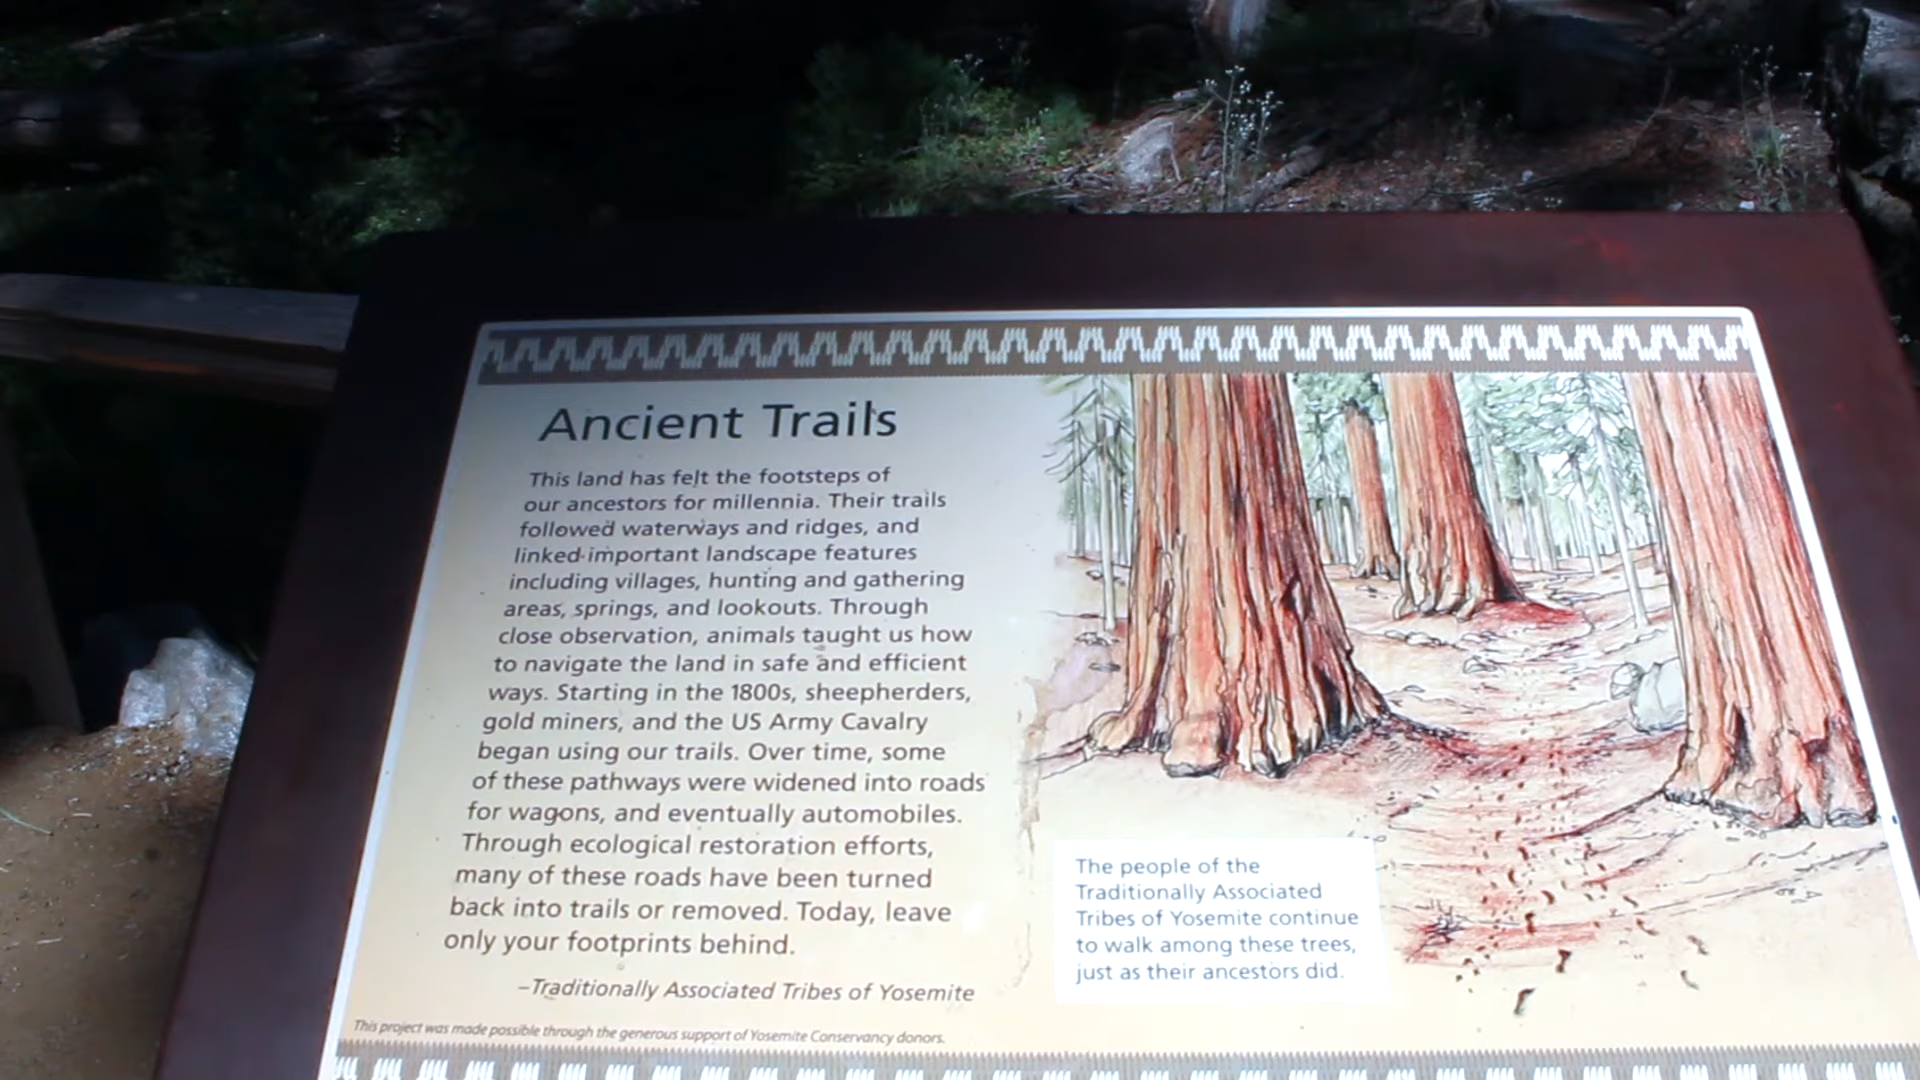 Ancient Trails
This land has felt the footsteps of
our ancestors for millennia. Their trails
followed waterways and ridges, and
linked important landscape features
including villages, hunting and gathering
areas, springs, and lookouts. Through
close observation, animals taught us how
to navigate the land in safe and efficient
ways. Starting in the 1800s, sheepherders,
gold miners, and the US Army Cavalry
began using our trails. Over time, some
of these pathways were widened into roads
for wagons, and eventually automobiles.
Through ecological restoration efforts,
many of these roads have been turned
back into trails or removed. Today, leave
only your footprints behind.
–Traditionally Associated Tribes of Yosemite
This project was made possible through the generous support of Yosemite Conservancy donors.
The people of the
Traditionally Associated
Tribes of Yosemite continue
to walk among these trees,
just as their ancestors did.